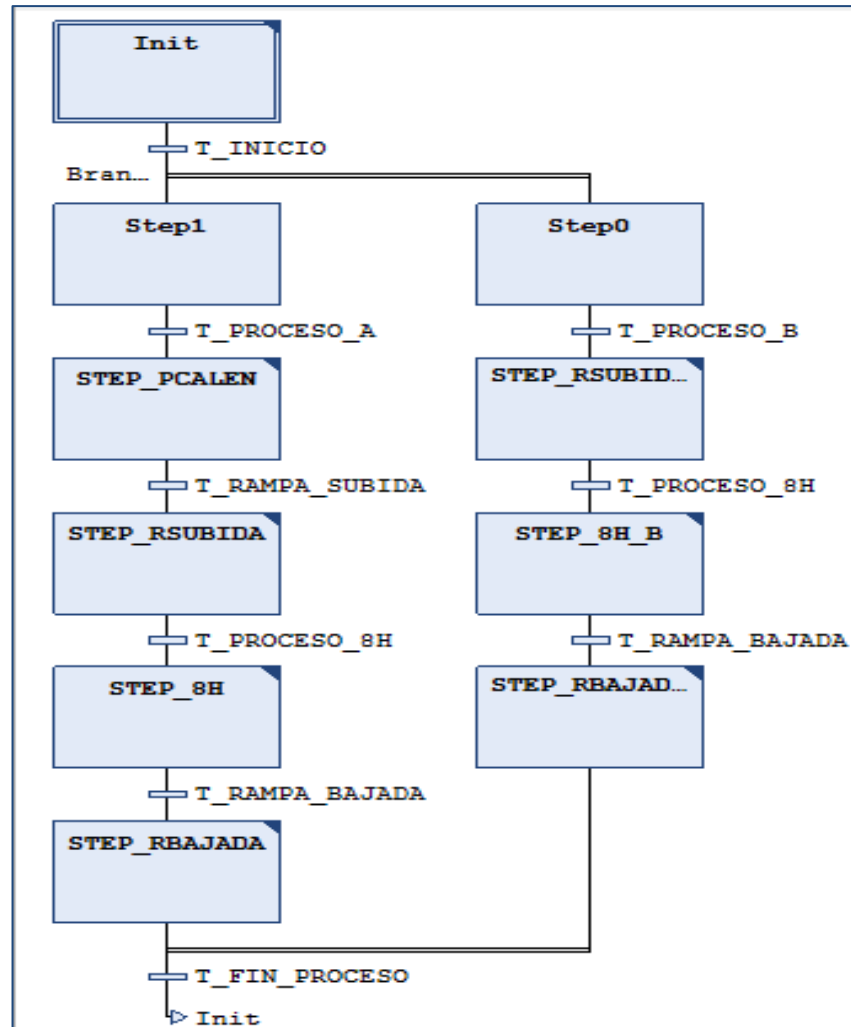 Init
T_INICIO
Bran...
Step1
Step0
T_PROCESO_A
T_PROCESO_B
STEP_PCALEN
STEP_RSUBID...
T_RAMPA_SUBIDA
T_PROCESO_8H
STEP_RSUBIDA
STEP_8H_B
T_PROCESO_8H
T_RAMPA_BAJADA
STEP_8H
STEP_RBAJAD...
T_RAMPA_BAJADA
STEP_RBAJADA
T_FIN_PROCESO
Init